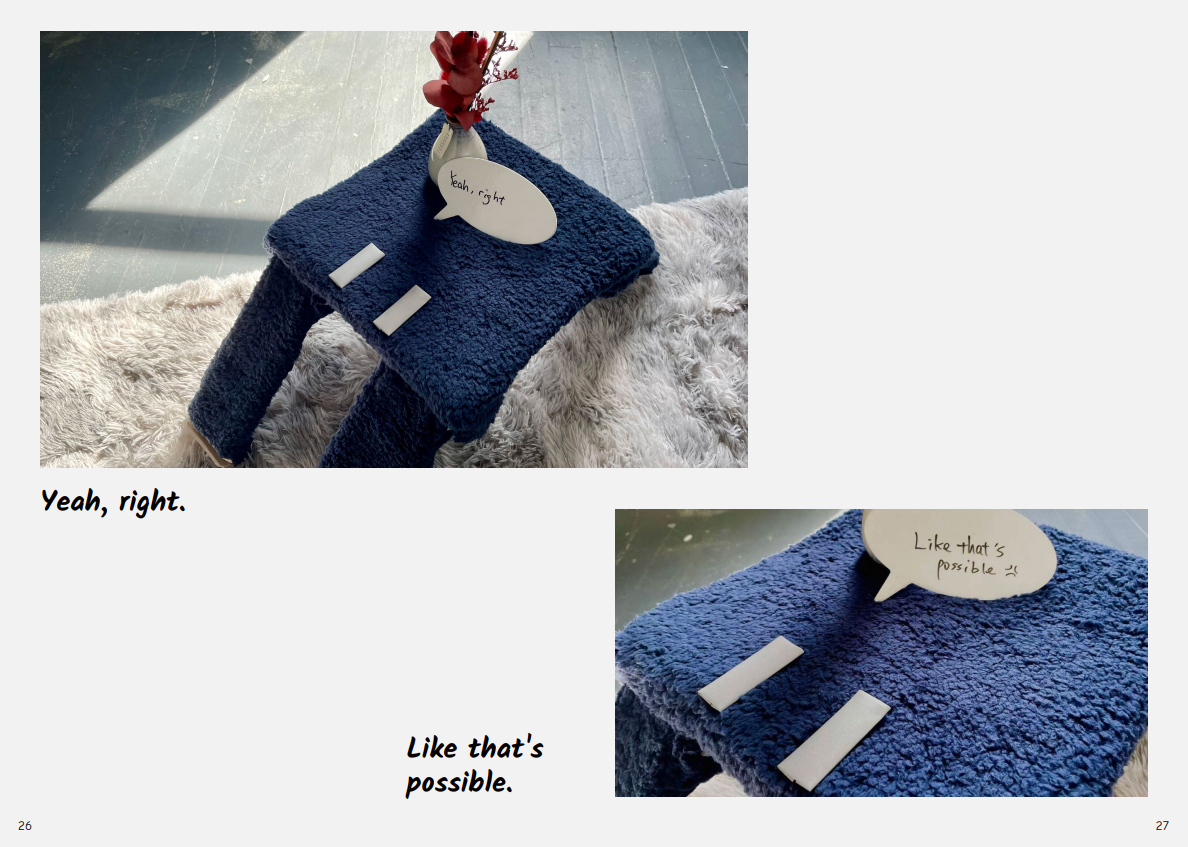 Yeah, right
Yeah, right.
Like that's
possible
Like that's
possible.
26
27